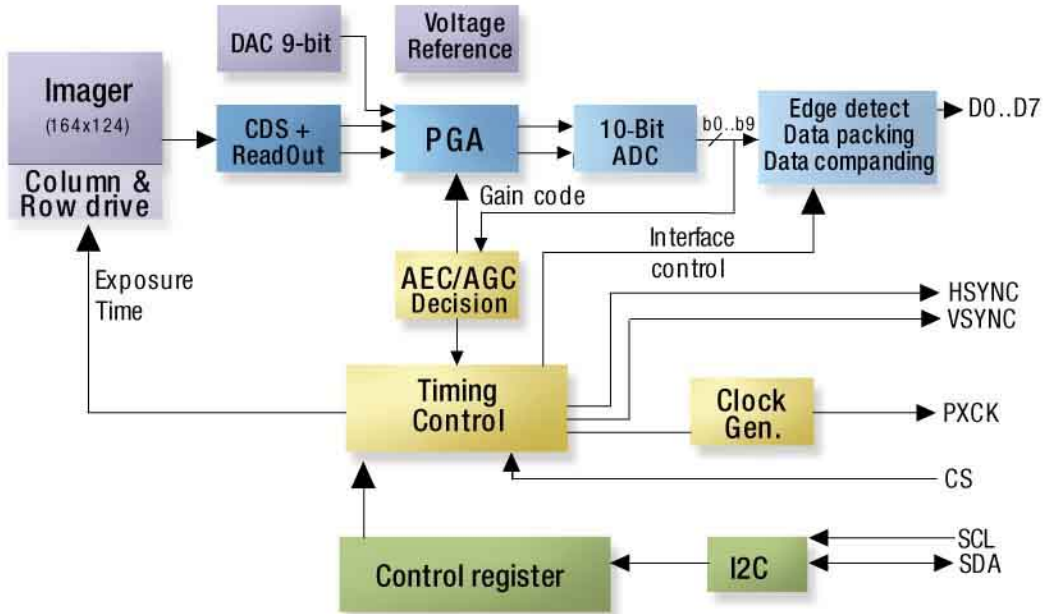 DAC 9-bit
Voltage
Reference
Imager
(164x124)
Column &
Row drive
CDS +
ReadOut
PGA
10-Bit
ADC
b0..b9
Edge detect
Data packing
Data companding
D0..D7
Gain code
Interface
control
Exposure
Time
AEC/AGC
Decision
HSYNC
VSYNC
Timing
Control
Clock
Gen.
PXCK
CS
Control register
I2C
SCL
SDA